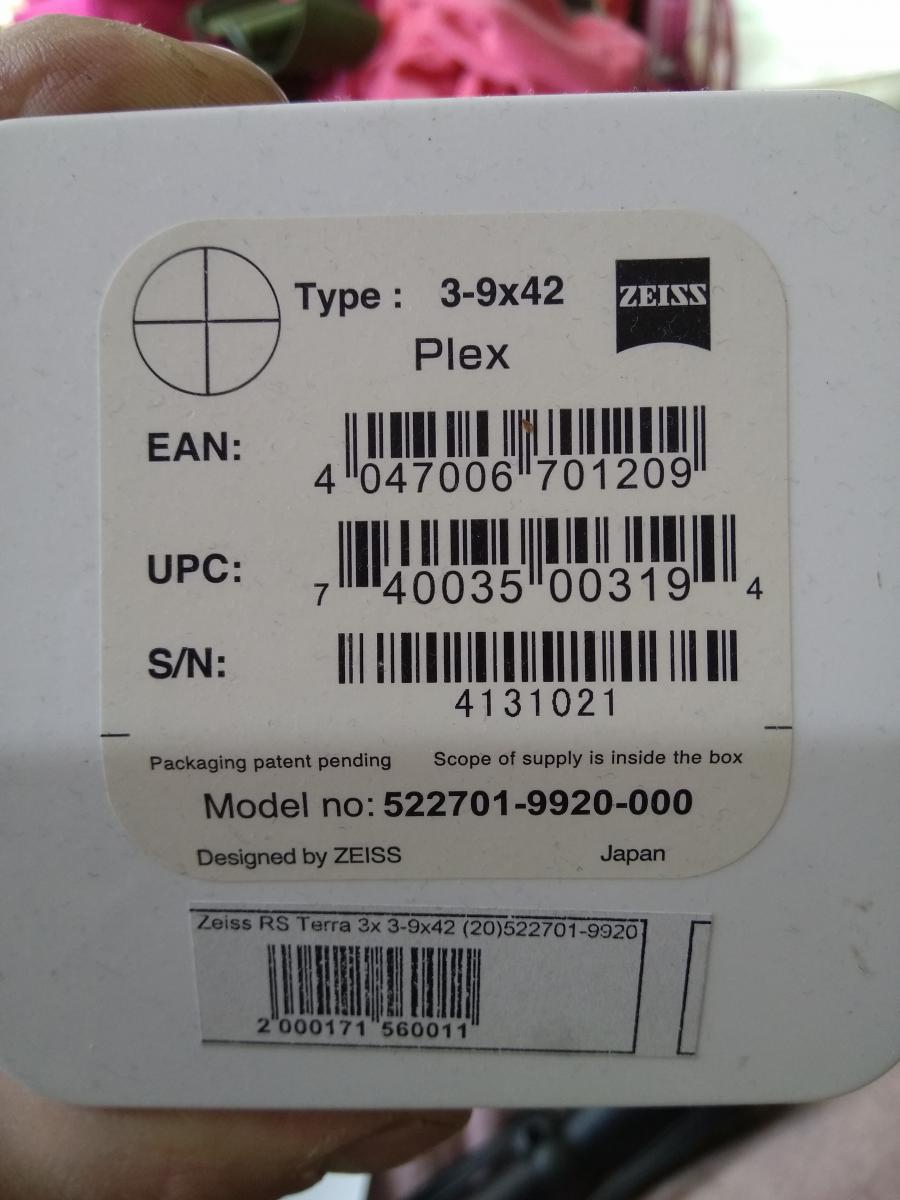 Type : 3-9x42
ZEISS
Plex
EAN:
4 047006 701209
UPC:
7 40035 00319 4
S/N:
4131021
Packaging patent pending Scope of supply is inside the box
Model no: 522701-9920-000
Designed by ZEISS Japan
Zeiss RS Terra 3x 3-9x42 (20)522701-9920
2 000171 560011